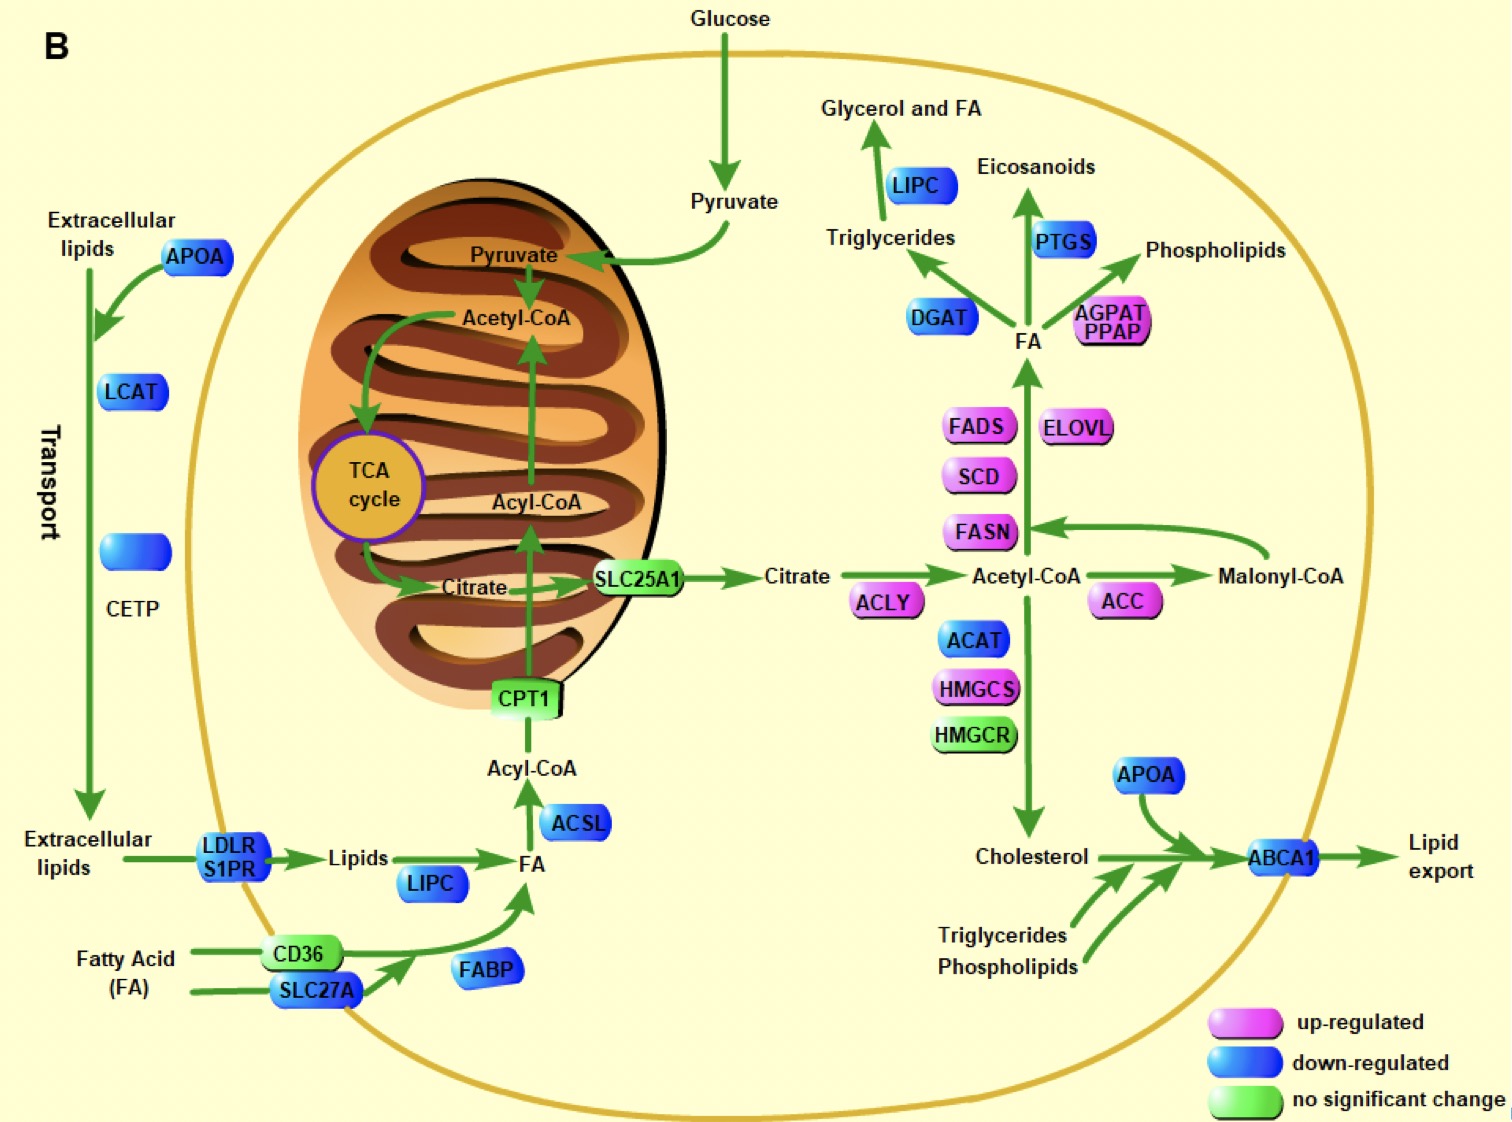 B
Glucose
Pyruvate
Glycerol and FA
LIPC
Eicosanoids
Triglycerides
PTGS
Phospholipids
DGAT
AGPAT
PPAP
FA
Extracellular
lipids
APOA
LCAT
Transport
CETP
Pyruvate
Acetyl-CoA
TCA
cycle
Acyl-CoA
Citrate
SLC25A1
CPT1
Acyl-CoA
ACSL
Citrate
ACLY
Acetyl-CoA
ACC
Malonyl-CoA
FADS
ELOVL
SCD
FASN
ACAT
HMGCS
HMGCR
Extracellular
lipids
LDLR
S1PR
Lipids
LIPC
FA
Fatty Acid
(FA)
CD36
SLC27A
FABP
Cholesterol
APOA
ABCA1
Lipid
export
Triglycerides
Phospholipids
up-regulated
down-regulated
no significant change